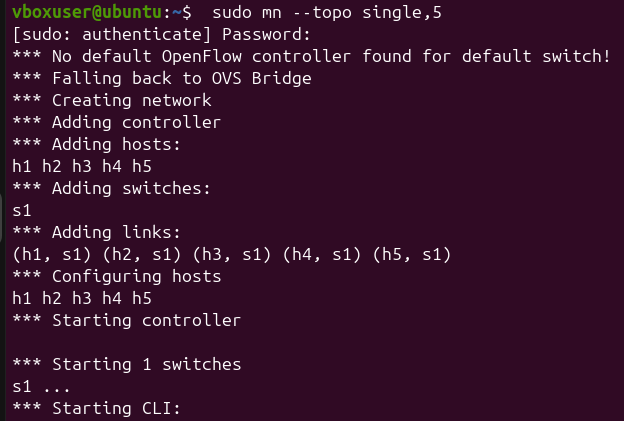 vboxuser@ubuntu:~$  sudo mn --topo single,5
[sudo: authenticate] Password:
*** No default OpenFlow controller found for default switch!
*** Falling back to OVS Bridge
*** Creating network
*** Adding controller
*** Adding hosts:
h1 h2 h3 h4 h5
*** Adding switches:
s1
*** Adding links:
(h1, s1) (h2, s1) (h3, s1) (h4, s1) (h5, s1)
*** Configuring hosts
h1 h2 h3 h4 h5
*** Starting controller

*** Starting 1 switches
s1 ...
*** Starting CLI: